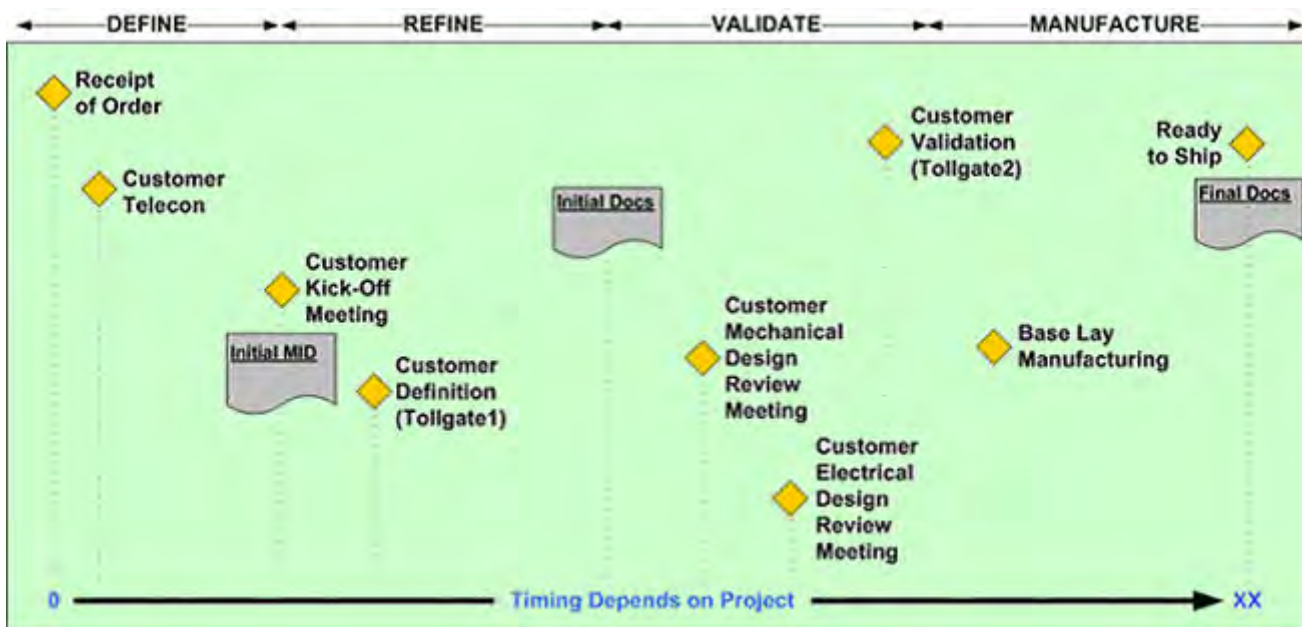 DEFINE
REFINE
VALIDATE
MANUFACTURE
Receipt
of Order
Customer
Telecon
Customer
Kick-Off
Meeting
Initial MID
Customer
Definition
(Tollgate1)
Initial Docs
Customer
Mechanical
Design
Review
Meeting
Customer
Electrical
Design
Review
Meeting
Customer
Validation
(Tollgate2)
Base Lay
Manufacturing
Ready
to Ship
Final Docs
0
Timing Depends on Project
XX